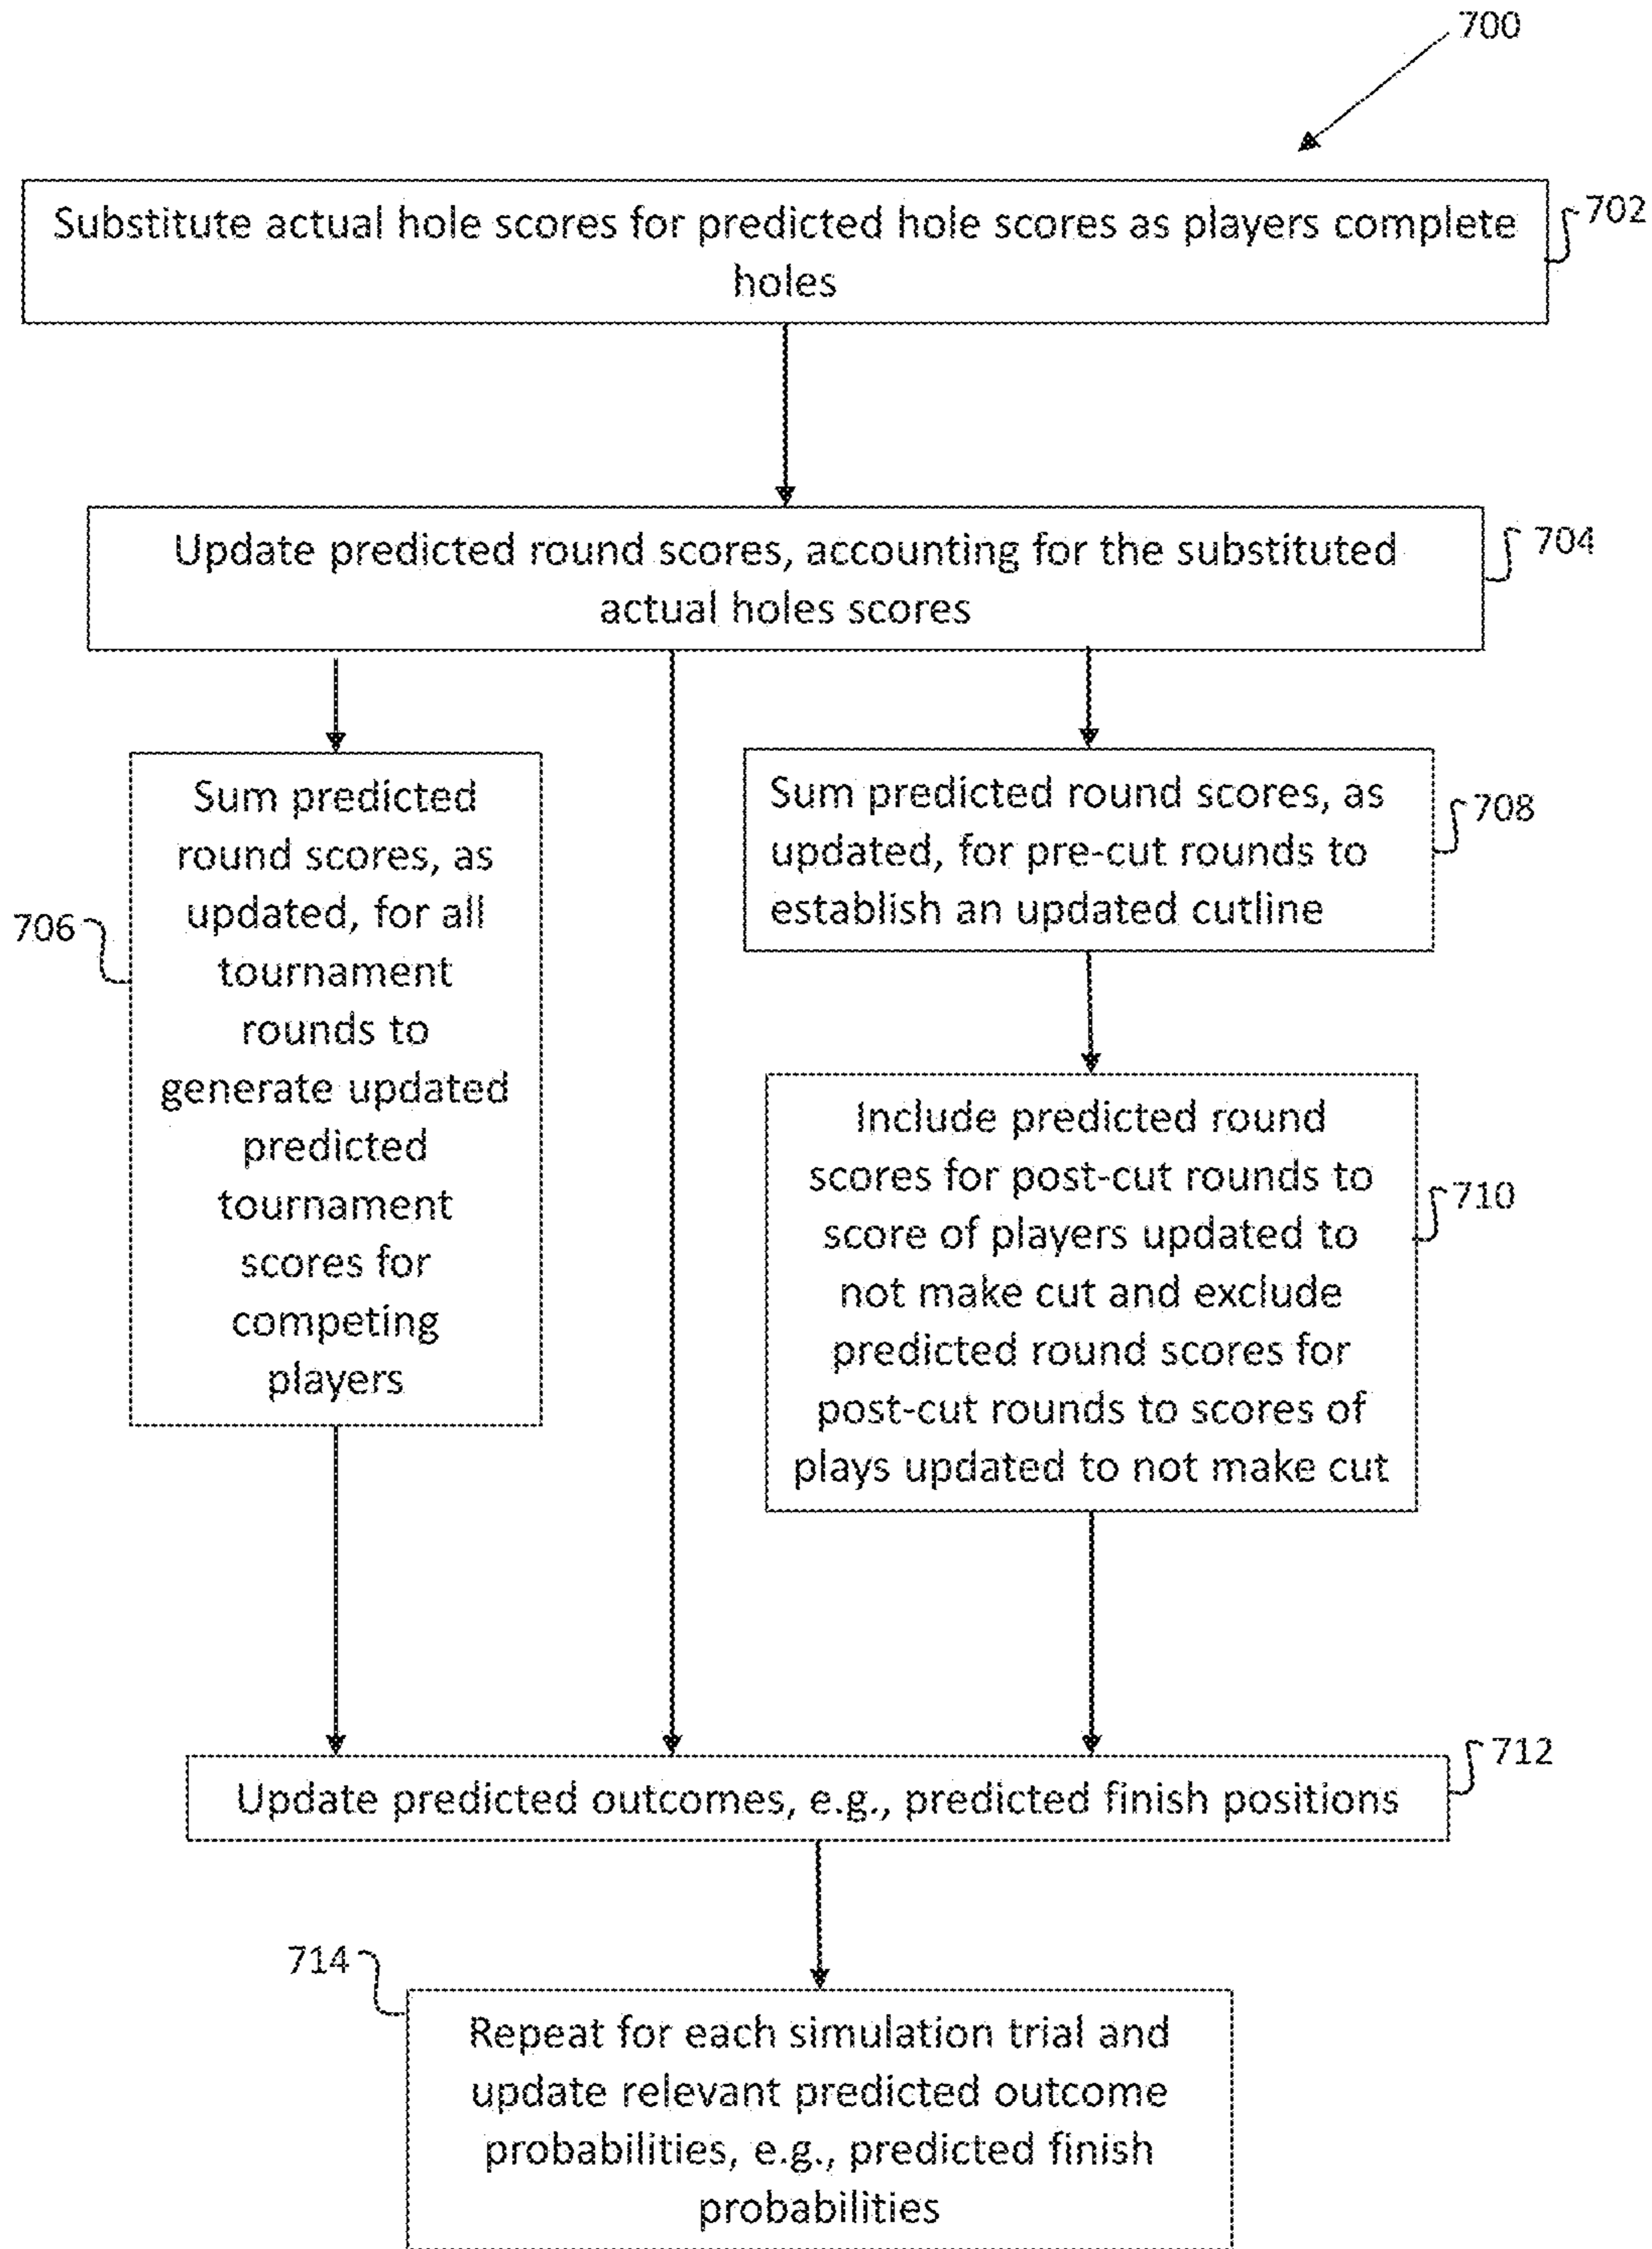 700
Substitute actual hole scores for predicted hole scores as players complete
holes
702
Update predicted round scores, accounting for the substituted
actual holes scores
704
Sum predicted
round scores, as
updated, for all
tournament
rounds to
generate updated
predicted
tournament
scores for
competing
players
706
Sum predicted round scores, as
updated, for pre-cut rounds to
establish an updated cutline
708
Include predicted round
scores for post-cut rounds to
score of players updated to
not make cut and exclude
predicted round scores for
post-cut rounds to scores of
plays updated to not make cut
710
Update predicted outcomes, e.g., predicted finish positions
712
714
Repeat for each simulation trial and
update relevant predicted outcome
probabilities, e.g., predicted finish
probabilities